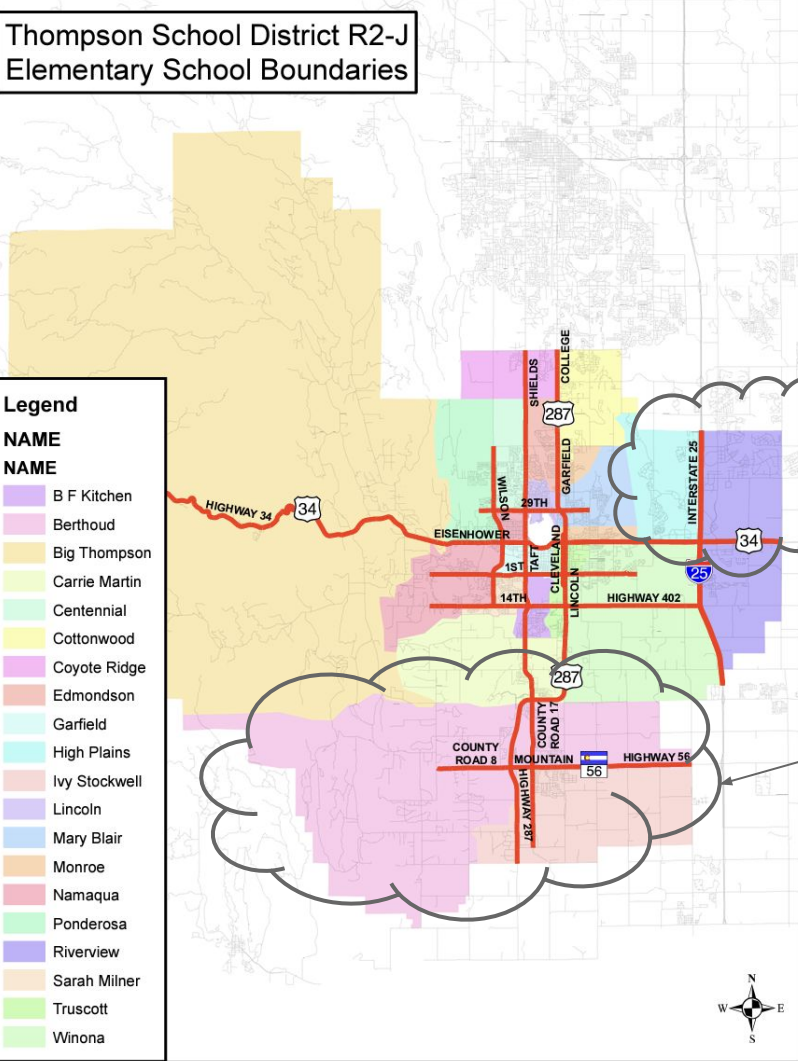 Thompson School District R2-J
Elementary School Boundaries
SHIELDS
COLLEGE
287
GARFIELD
INTERSTATE 25
Legend
NAME
NAME
B F Kitchen
Berthoud
Big Thompson
Carrie Martin
Centennial
Cottonwood
Coyote Ridge
Edmondson
Garfield
High Plains
Ivy Stockwell
Lincoln
Mary Blair
Monroe
Namaqua
Ponderosa
Riverview
Sarah Milner
Truscott
Winona
HIGHWAY 34
34
WILSON
29TH
EISENHOWER
34
TAFT
CLEVELAND
1ST
25
LINCOLN
14TH
HIGHWAY 402
287
COUNTY
ROAD 17
COUNTY
ROAD 8
MOUNTAIN
56
HIGHWAY 56
HIGHWAY 287
N
W
E
S